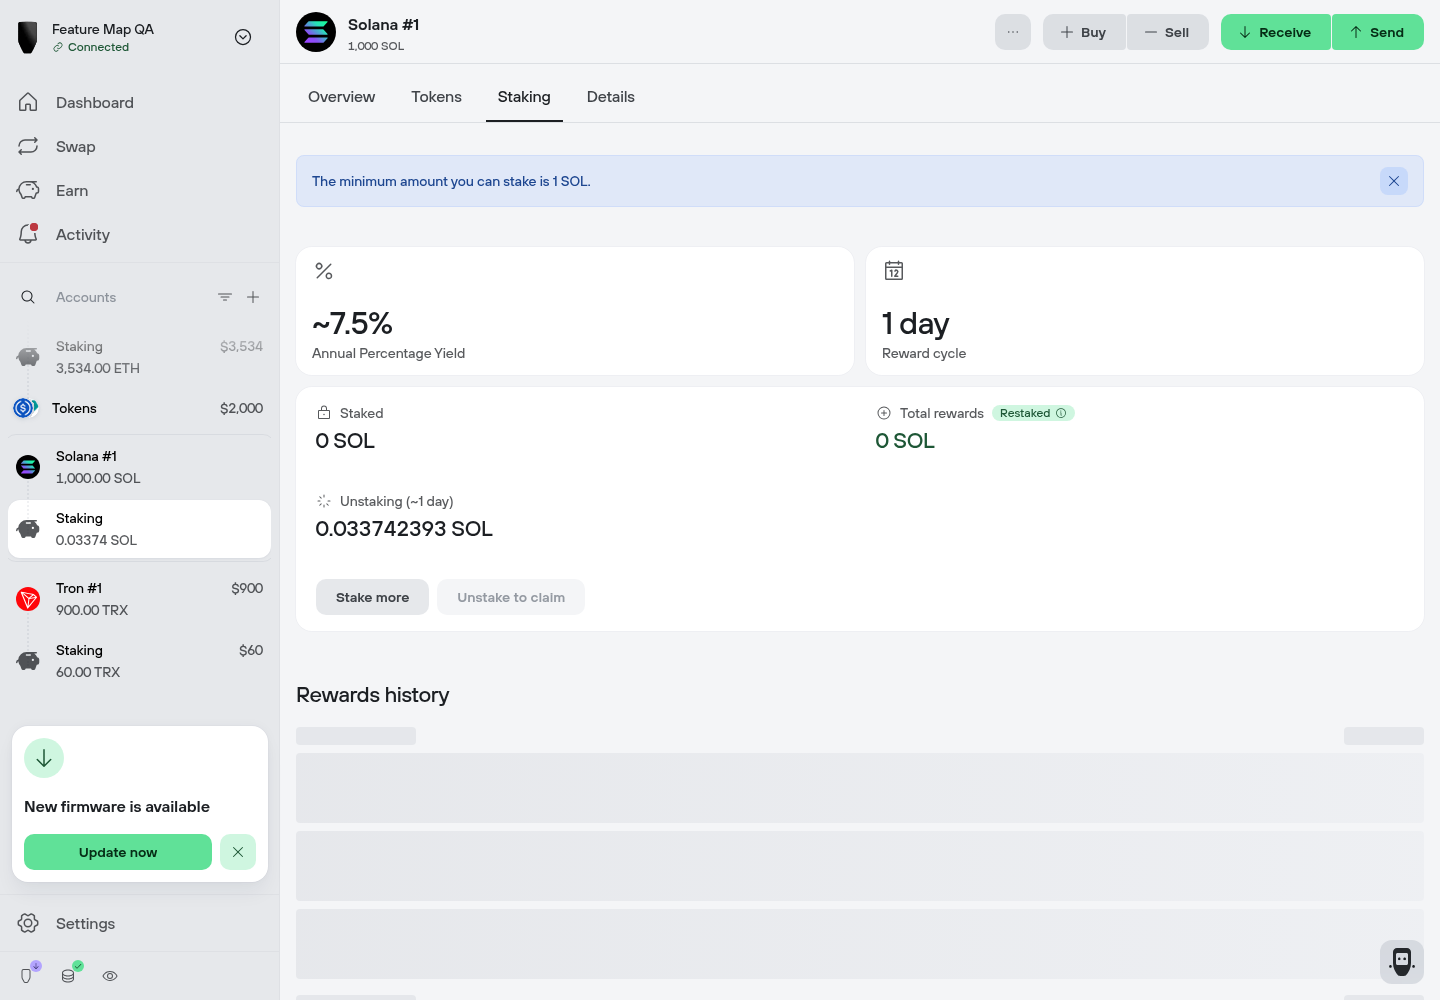 Feature Map QA
Connected
Dashboard
Swap
Earn
Activity
Accounts
Staking
$3,534
3,534.00 ETH
Tokens
$2,000
Solana #1
1,000.00 SOL
Staking
0.03374 SOL
Tron #1
$900
900.00 TRX
Staking
$60
60.00 TRX
New firmware is available
Update now
Settings
Solana #1
1,000 SOL
Buy
Sell
Receive
Send
Overview
Tokens
Staking
Details
The minimum amount you can stake is 1 SOL.
~7.5%
Annual Percentage Yield
12
1 day
Reward cycle
Staked
0 SOL
Total rewards
Restaked
0 SOL
Unstaking (~1 day)
0.033742393 SOL
Stake more
Unstake to claim
Rewards history